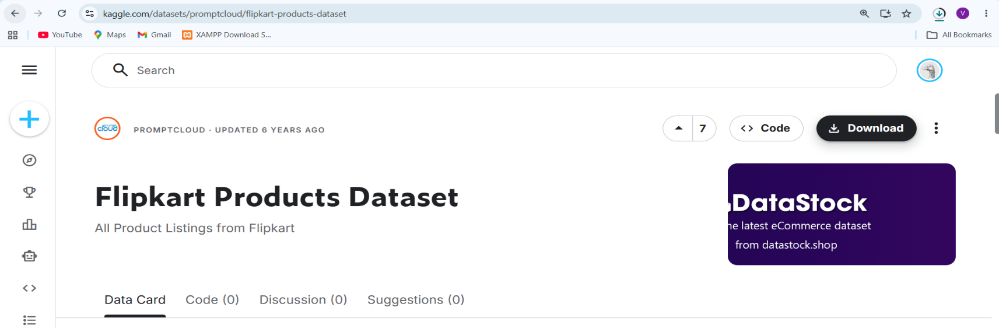 kaggle.com/datasets/promptcloud/flipkart-products-dataset
V
YouTube
Maps
Gmail
XAMPP Download S...
All Bookmarks
Search
prompt
cloud
PROMPTCLOUD · UPDATED 6 YEARS AGO
7
<> Code
Download
Flipkart Products Dataset
All Product Listings from Flipkart
DataStock
he latest eCommerce dataset
from datastock.shop
Data Card
Code (0)
Discussion (0)
Suggestions (0)